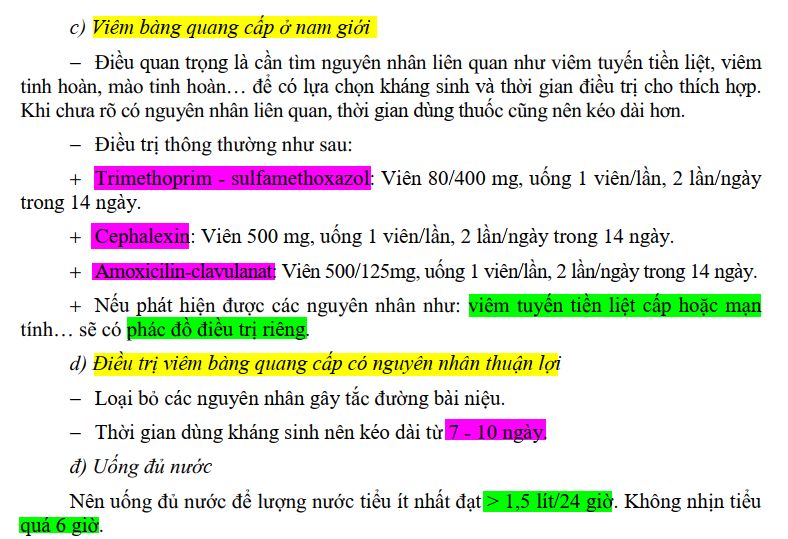 c) Viêm bàng quang cấp ở nam giới
– Điều quan trọng là cần tìm nguyên nhân liên quan như viêm tuyến tiền liệt, viêm
tinh hoàn, mào tinh hoàn… để có lựa chọn kháng sinh và thời gian điều trị cho thích hợp.
Khi chưa rõ có nguyên nhân liên quan, thời gian dùng thuốc cũng nên kéo dài hơn.
– Điều trị thông thường như sau:
+ Trimethoprim - sulfamethoxazol: Viên 80/400 mg, uống 1 viên/lần, 2 lần/ngày
trong 14 ngày.
+ Cephalexin: Viên 500 mg, uống 1 viên/lần, 2 lần/ngày trong 14 ngày.
+ Amoxicilin-clavulanat: Viên 500/125mg, uống 1 viên/lần, 2 lần/ngày trong 14 ngày.
+ Nếu phát hiện được các nguyên nhân như: viêm tuyến tiền liệt cấp hoặc mạn
tính… sẽ có phác đồ điều trị riêng.
d) Điều trị viêm bàng quang cấp có nguyên nhân thuận lợi
– Loại bỏ các nguyên nhân gây tắc đường bài niệu.
– Thời gian dùng kháng sinh nên kéo dài từ 7 - 10 ngày.
đ) Uống đủ nước
Nên uống đủ nước để lượng nước tiểu ít nhất đạt > 1,5 lít/24 giờ. Không nhịn tiểu
quá 6 giờ.